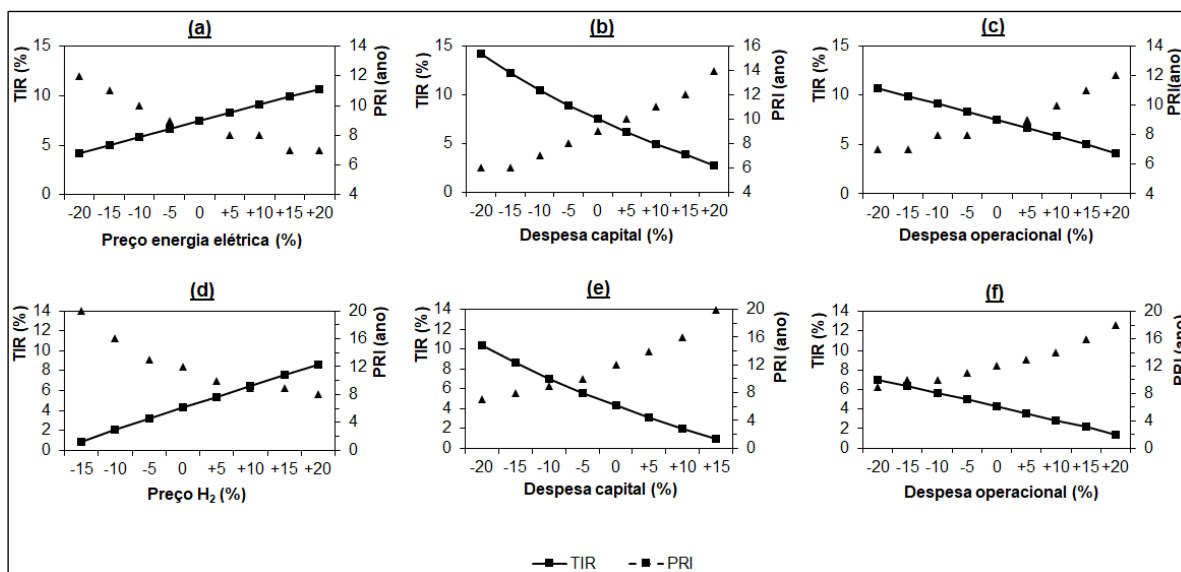 (a)
TIR (%)
15
10
5
0
14
12
10
8
6
4
PRI (ano)
-20 -15 -10 -5 0 +5 +10 +15 +20
Preço energia elétrica (%)
(b)
TIR (%)
15
10
5
0
16
14
12
10
8
6
4
PRI (ano)
-20 -15 -10 -5 0 +5 +10 +15 +20
Despesa capital (%)
(c)
TIR (%)
15
10
5
0
14
12
10
8
6
4
PRI(ano)
-20 -15 -10 -5 0 +5 +10 +15 +20
Despesa operacional (%)
(d)
TIR (%)
14
12
10
8
6
4
2
0
20
16
12
8
4
0
PRI (ano)
-15 -10 -5 0 +5 +10 +15 +20
Preço H₂ (%)
(e)
TIR (%)
14
12
10
8
6
4
2
0
20
16
12
8
4
0
PRI (ano)
-20 -15 -10 -5 0 +5 +10 +15
Despesa capital (%)
(f)
TIR (%)
14
12
10
8
6
4
2
0
20
16
12
8
4
0
PRI (ano)
-20 -15 -10 -5 0 +5 +10 +15 +20
Despesa operacional (%)
TIR PRI